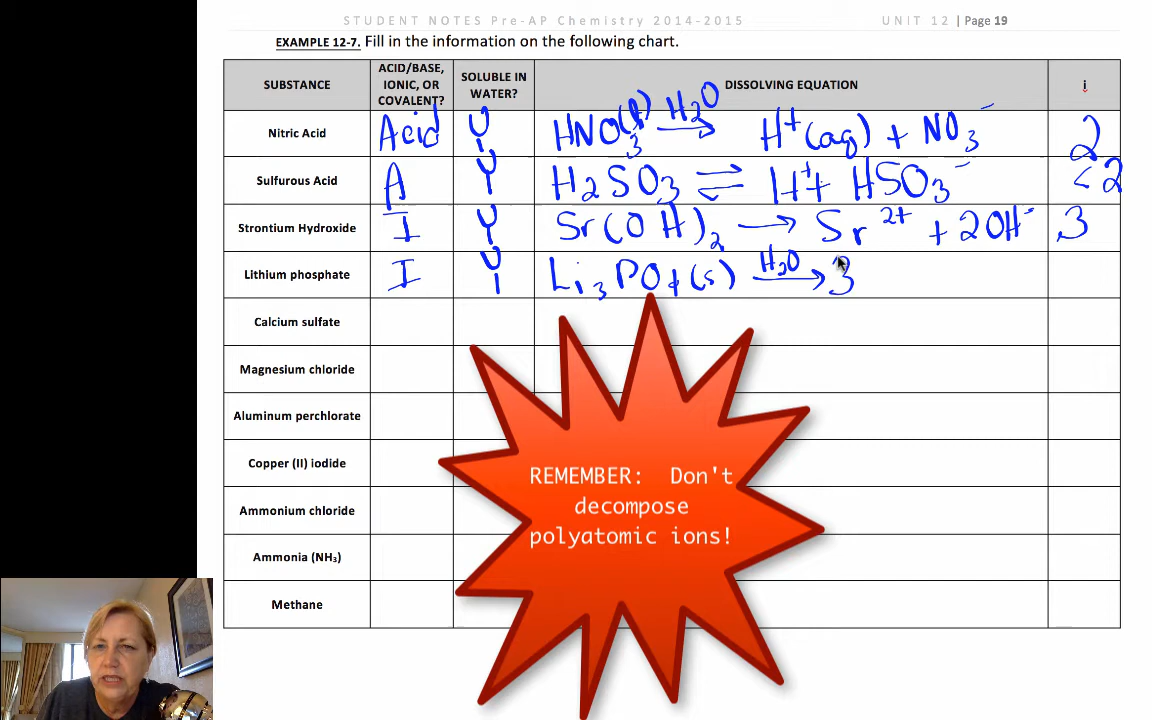 STUDENT NOTES Pre-AP Chemistry 2014-2015 UNIT 12 | Page 19
EXAMPLE 12-7. Fill in the information on the following chart.
SUBSTANCE ACID/BASE, IONIC, OR COVALENT? SOLUBLE IN WATER? DISSOLVING EQUATION i
Nitric Acid Acid Y HNO3(l) H2O → H+(aq) + NO3- 2
Sulfurous Acid A Y H2SO3 ⇌ H+ + HSO3- <2
Strontium Hydroxide I Y Sr(OH)2 → Sr2+ + 2OH- 3
Lithium phosphate I Y Li3PO4(s) H2O → 3
Calcium sulfate
Magnesium chloride
Aluminum perchlorate
Copper (II) iodide
Ammonium chloride
Ammonia (NH3)
Methane
REMEMBER: Don't
decompose
polyatomic ions!